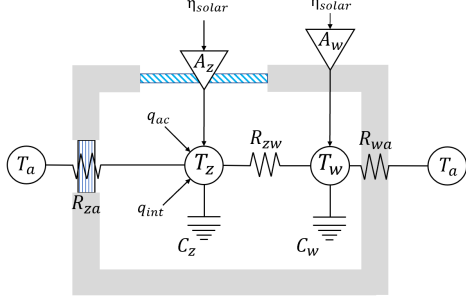 η_solar
η_solar
A_z
A_w
q_ac
R_zw
R_wa
T_a
T_z
T_w
T_a
R_za
q_int
C_z
C_w